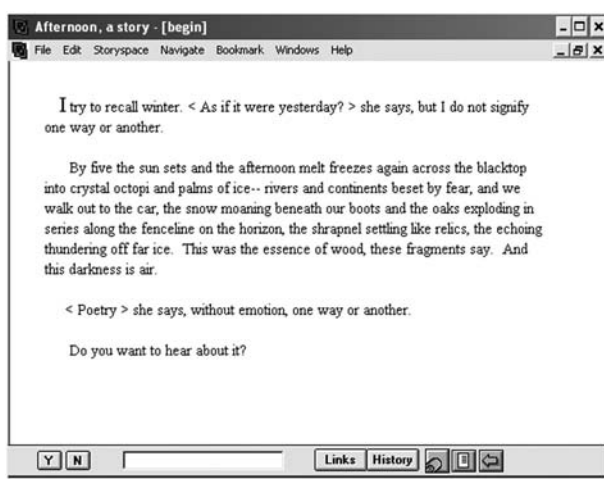 Afternoon, a story - [begin]
File Edit Storyspace Navigate Bookmark Windows Help
I try to recall winter. < As if it were yesterday? > she says, but I do not signify
one way or another.
By five the sun sets and the afternoon melt freezes again across the blacktop
into crystal octopi and palms of ice-- rivers and continents beset by fear, and we
walk out to the car, the snow moaning beneath our boots and the oaks exploding in
series along the fenceline on the horizon, the shrapnel settling like relics, the echoing
thundering off far ice. This was the essence of wood, these fragments say. And
this darkness is air.
< Poetry > she says, without emotion, one way or another.
Do you want to hear about it?
Y N Links History